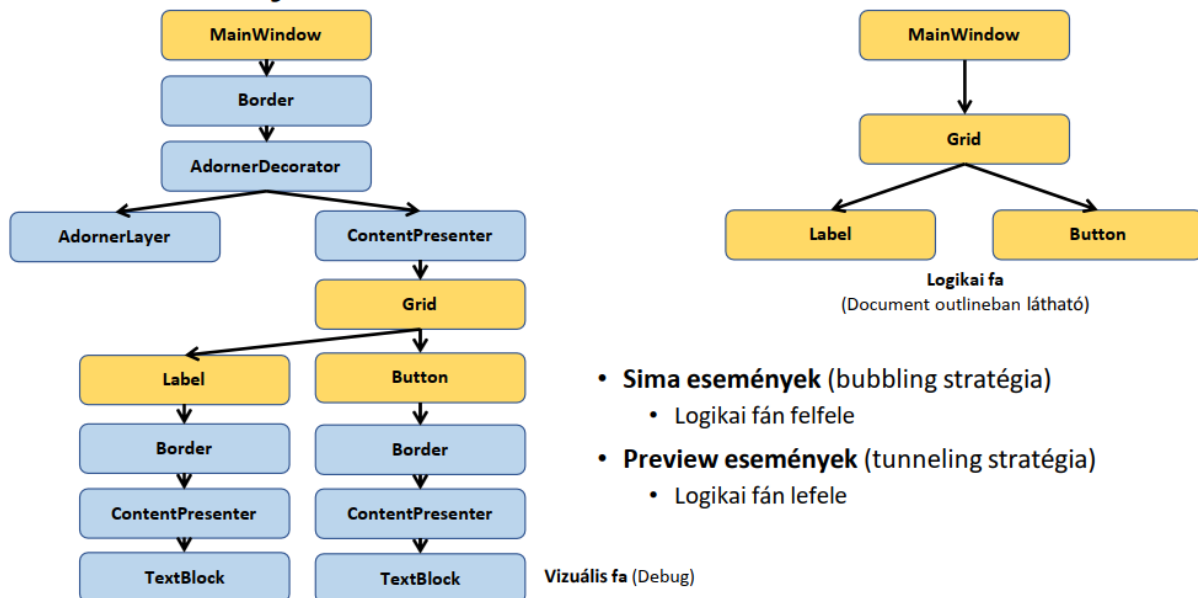 MainWindow
Border
AdornerDecorator
AdornerLayer
ContentPresenter
Grid
Label
Button
Border
Border
ContentPresenter
ContentPresenter
TextBlock
TextBlock
Vizuális fa (Debug)
MainWindow
Grid
Label
Button
Logikai fa
(Document outlineban látható)
• Sima események (bubbling stratégia)
• Logikai fán felfele
• Preview események (tunneling stratégia)
• Logikai fán lefele